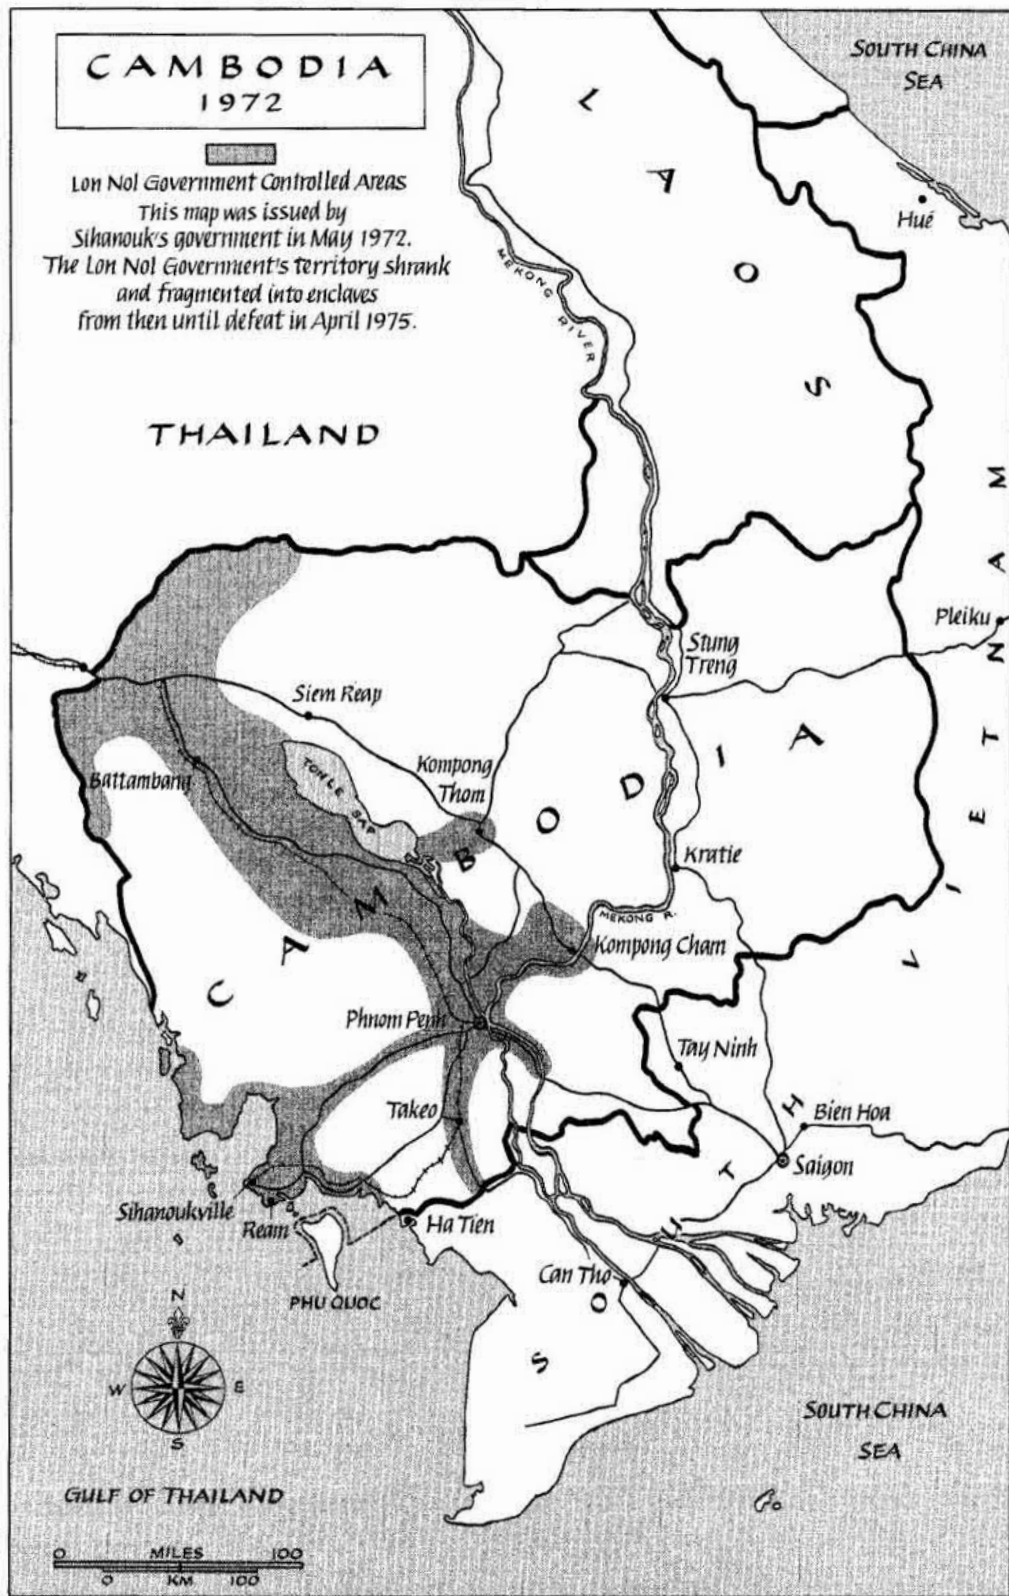 CAMBODIA
1972
Lon Nol Government Controlled Areas
This map was issued by
Sihanouk's government in May 1972.
The Lon Nol Government's territory shrank
and fragmented into enclaves
from then until defeat in April 1975.
SOUTH CHINA
SEA
LAOS
Hué
MEKONG RIVER
THAILAND
Pleiku
Stung
Treng
Siem Reap
Kompong
Thom
Battambang
TONLE SAP
CAMBODIA
Kratie
MEKONG R.
Kompong Cham
Phnom Penh
Tay Ninh
Takeo
Bien Hoa
Saigon
SOUTH VIETNAM
Sihanoukville
Ream
Ha Tien
Can Tho
PHU QUOC
N
W
E
S
SOUTH CHINA
SEA
GULF OF THAILAND
0 MILES 100
0 KM 100